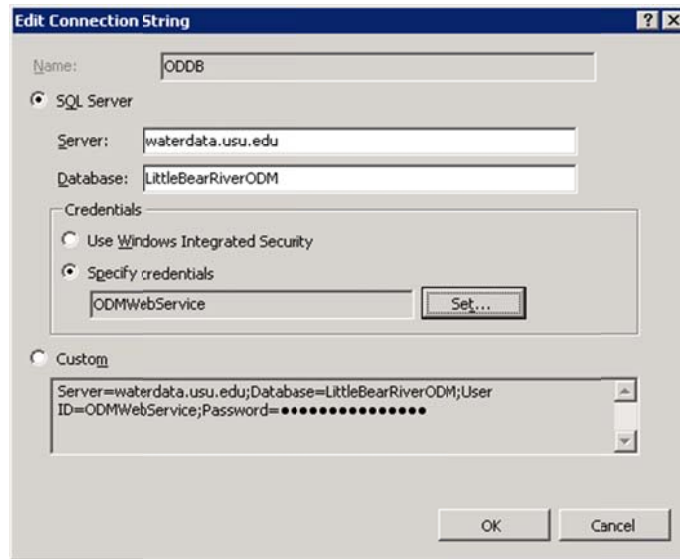 Edit Connection String
Name: ODDB
SQL Server
Server: waterdata.usu.edu
Database: LittleBearRiverODM
Credentials
Use Windows Integrated Security
Specify credentials
ODMWebService Set...
Custom
Server=waterdata.usu.edu;Database=LittleBearRiverODM;User
ID=ODMWebService;Password=●●●●●●●●●●●●●●●
OK Cancel